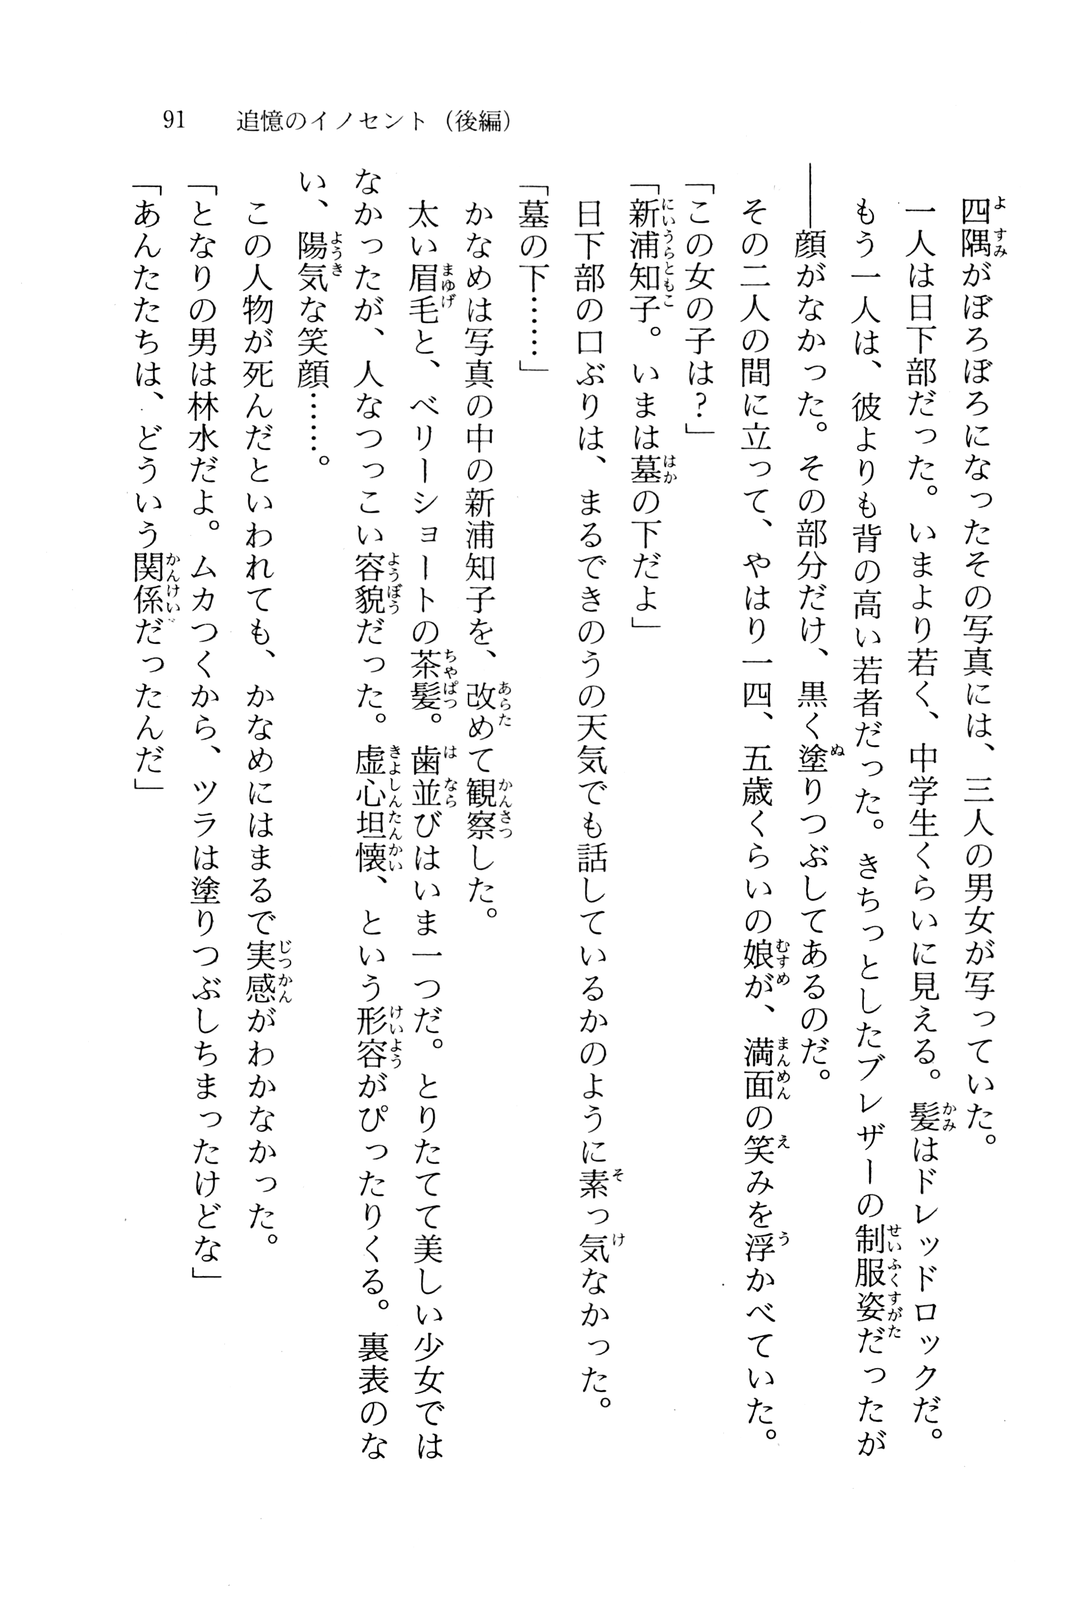 91　追憶のイノセント（後編）
　四隅がぼろぼろになったその写真には、三人の男女が写っていた。
　一人は日下部だった。いまより若く、中学生くらいに見える。髪はドレッドロックだ。
　もう一人は、彼よりも背の高い若者だった。きちっとしたブレザーの制服姿だったが
――顔がなかった。その部分だけ、黒く塗りつぶしてあるのだ。
　その二人の間に立って、やはり一四、五歳くらいの娘が、満面の笑みを浮かべていた。
「この女の子は？」
「新浦知子。いまは墓の下だよ」
　日下部の口ぶりは、まるできのうの天気でも話しているかのように素っ気なかった。
「墓の下……」
　かなめは写真の中の新浦知子を、改めて観察した。
　太い眉毛と、ベリーショートの茶髪。歯並びはいま一つだ。とりたてて美しい少女では
なかったが、人なつっこい容貌だった。虚心坦懐、という形容がぴったりくる。裏表のな
い、陽気な笑顔……。
　この人物が死んだといわれても、かなめにはまるで実感がわかなかった。
「となりの男は林水だよ。ムカつくから、ツラは塗りつぶしちまったけどな」
「あんたたちは、どういう関係だったんだ」